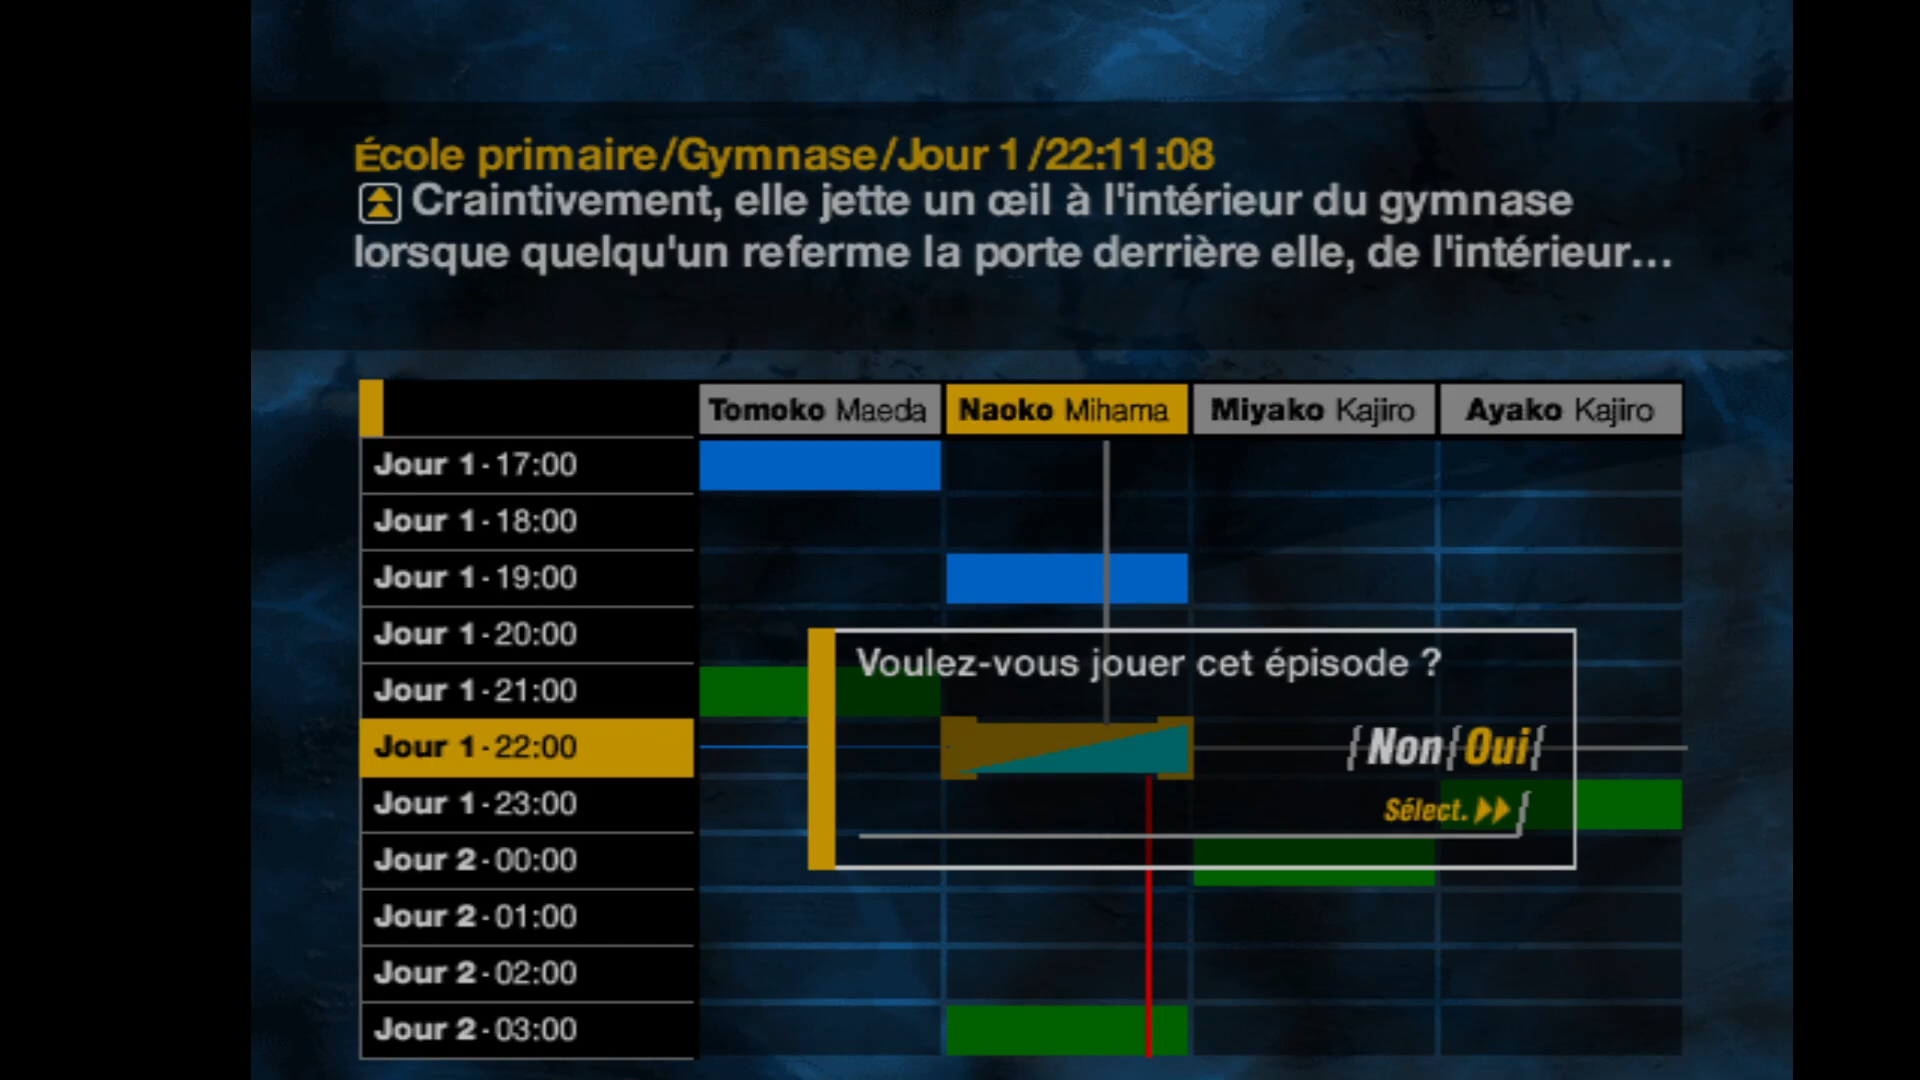 École primaire/Gymnase/Jour 1/22:11:08
Craintivement, elle jette un œil à l'intérieur du gymnase
lorsque quelqu'un referme la porte derrière elle, de l'intérieur...
Tomoko Maeda
Naoko Mihama
Miyako Kajiro
Ayako Kajiro
Jour 1·17:00
Jour 1·18:00
Jour 1·19:00
Jour 1·20:00
Jour 1·21:00
Jour 1·22:00
Jour 1·23:00
Jour 2·00:00
Jour 2·01:00
Jour 2·02:00
Jour 2·03:00
Voulez-vous jouer cet épisode ?
Non Oui
Sélect.